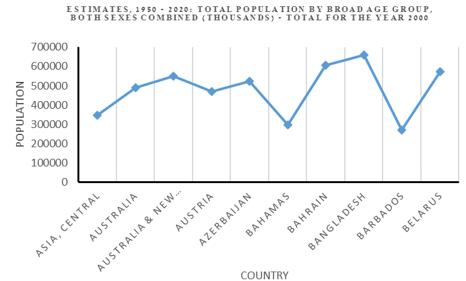 ESTIMATES, 1950 - 2020: TOTAL POPULATION BY BROAD AGE GROUP,
BOTH SEXES COMBINED (THOUSANDS) - TOTAL FOR THE YEAR 2000
POPULATION
700000
600000
500000
400000
300000
200000
100000
0
ASIA, CENTRAL
AUSTRALIA
AUSTRALIA & NEW...
AUSTRIA
AZERBAIJAN
BAHAMAS
BAHRAIN
BANGLADESH
BARBADOS
BELARUS
COUNTRY